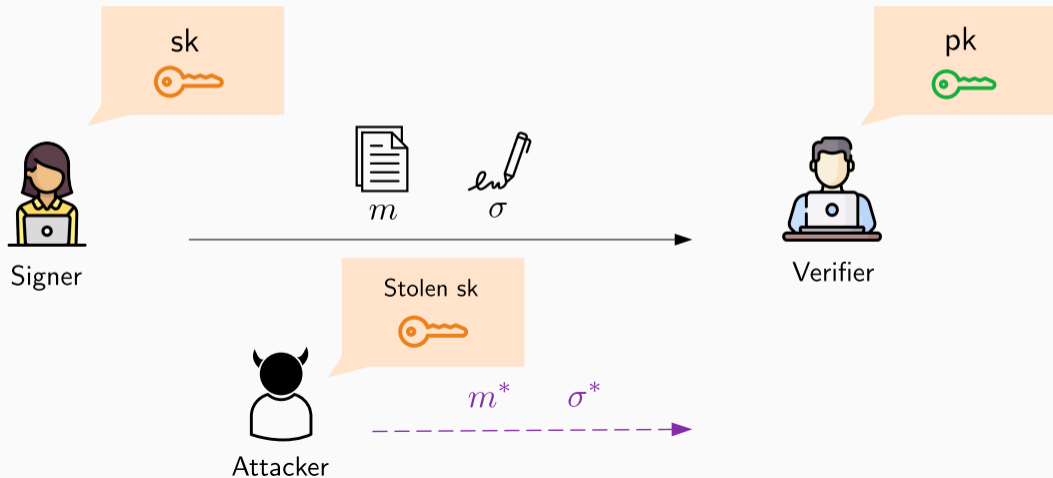 sk
pk
m σ
Signer
Verifier
Stolen sk
m* σ*
Attacker